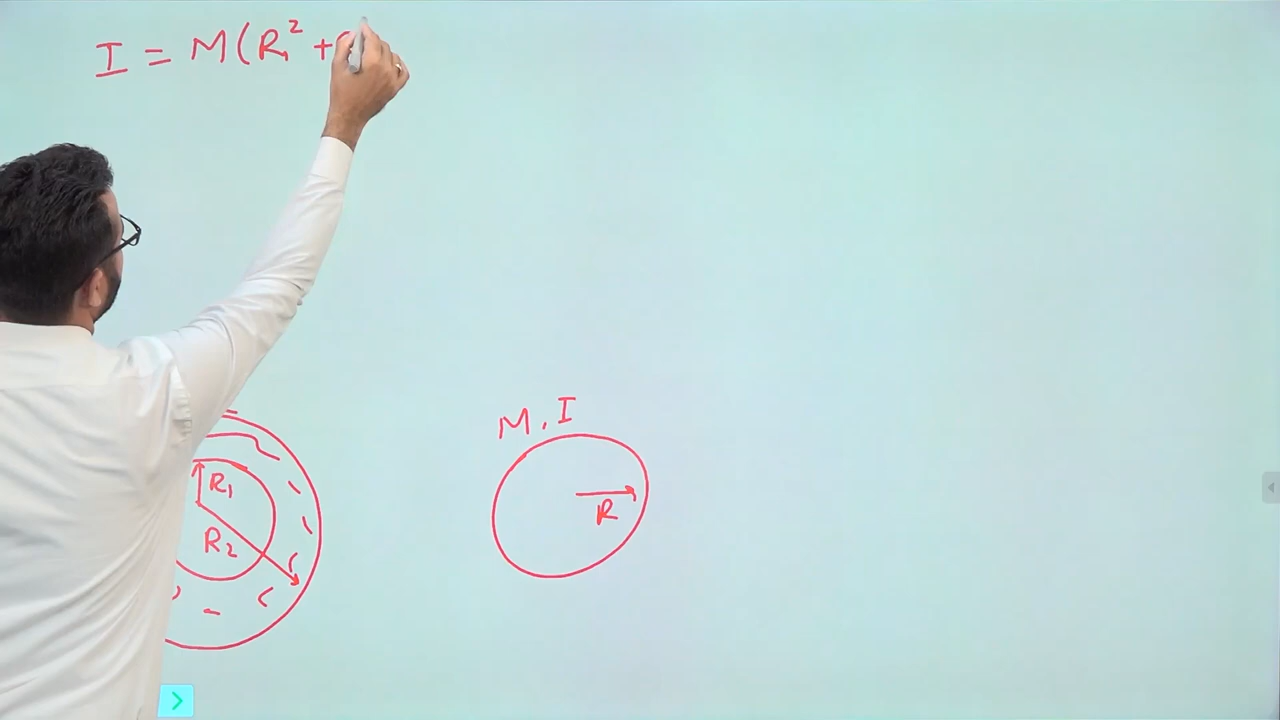 I = M(R₁² +
M, I
R₁
R
R₂